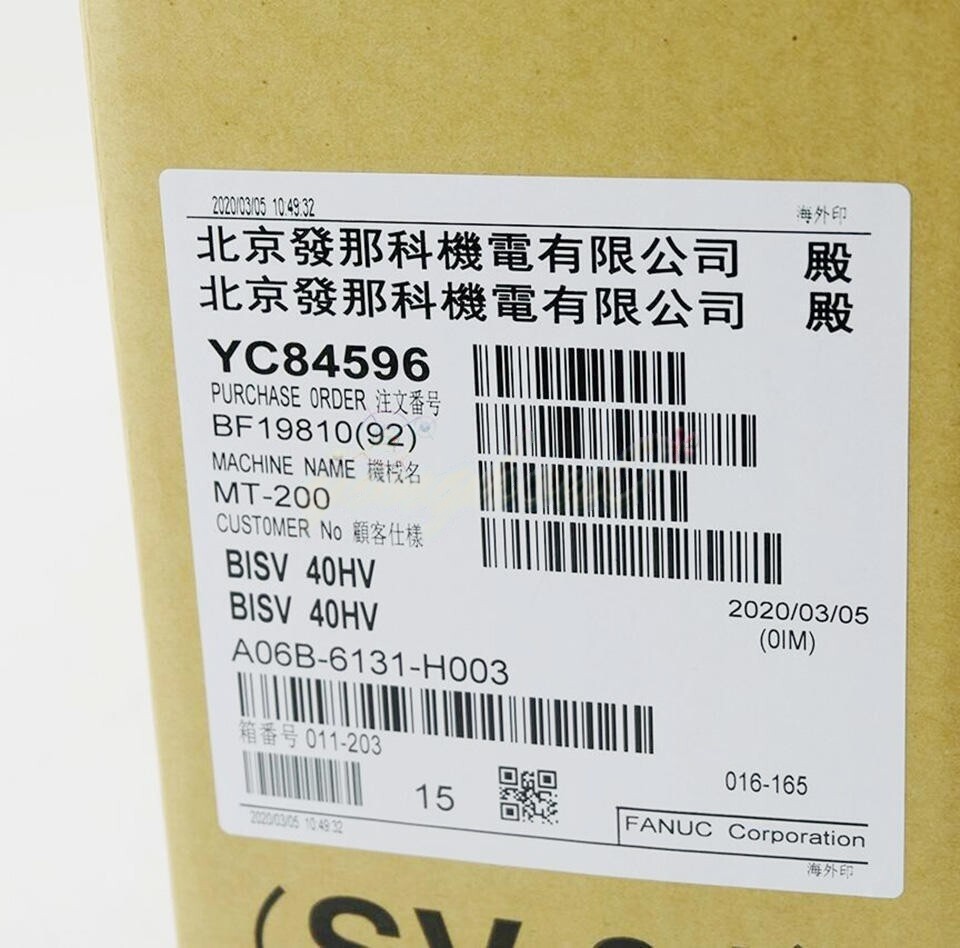 2020/03/05 10:49:32 海外印
北京發那科機電有限公司 殿
北京發那科機電有限公司 殿
YC84596
PURCHASE ORDER 注文番号
BF19810(92)
MACHINE NAME 機械名
MT-200
CUSTOMER No 顧客仕様
BISV 40HV
BISV 40HV
2020/03/05
(0IM)
A06B-6131-H003
箱番号 011-203
15
016-165
FANUC Corporation
2020/03/05 10:49:32 海外印
(SV